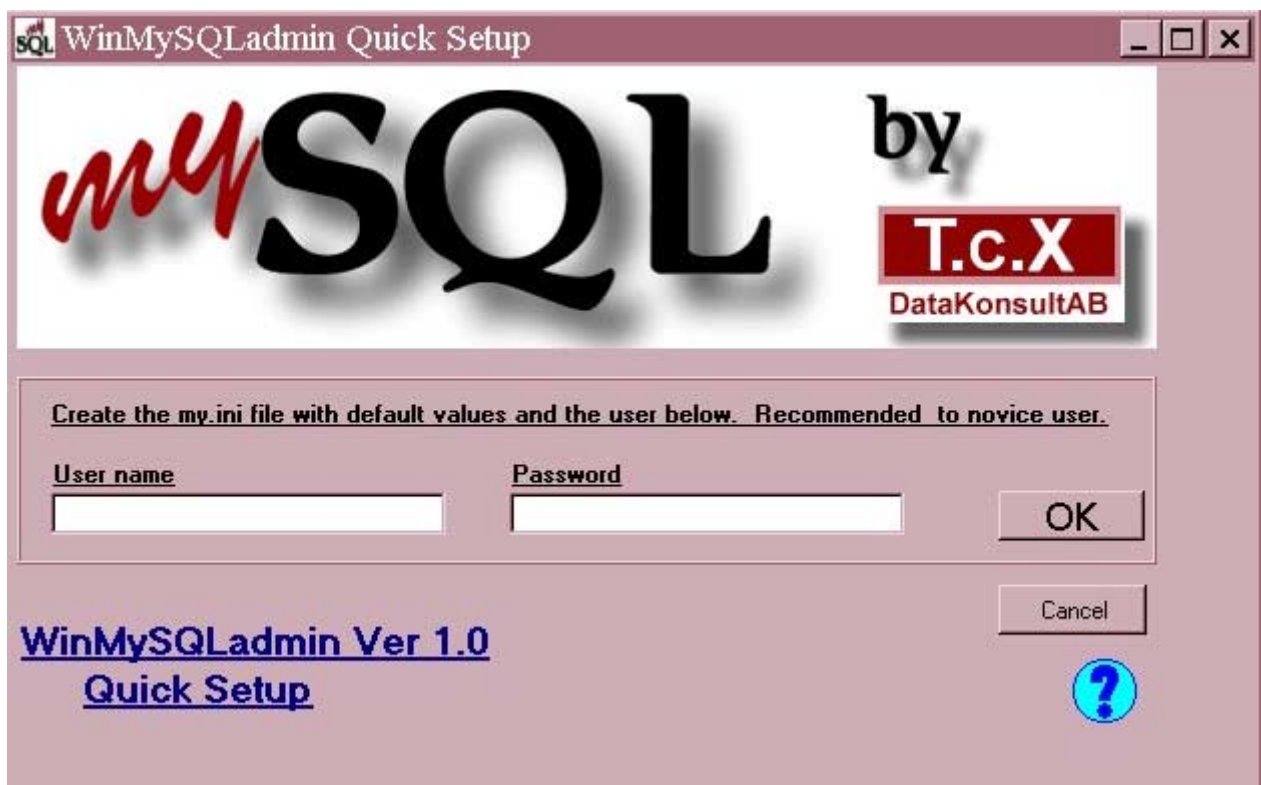 my SQL WinMySQLadmin Quick Setup
mySQL by
T.c.X
DataKonsultAB
Create the my.ini file with default values and the user below. Recommended to novice user.
User name Password
OK
Cancel
WinMySQLadmin Ver 1.0
Quick Setup
?